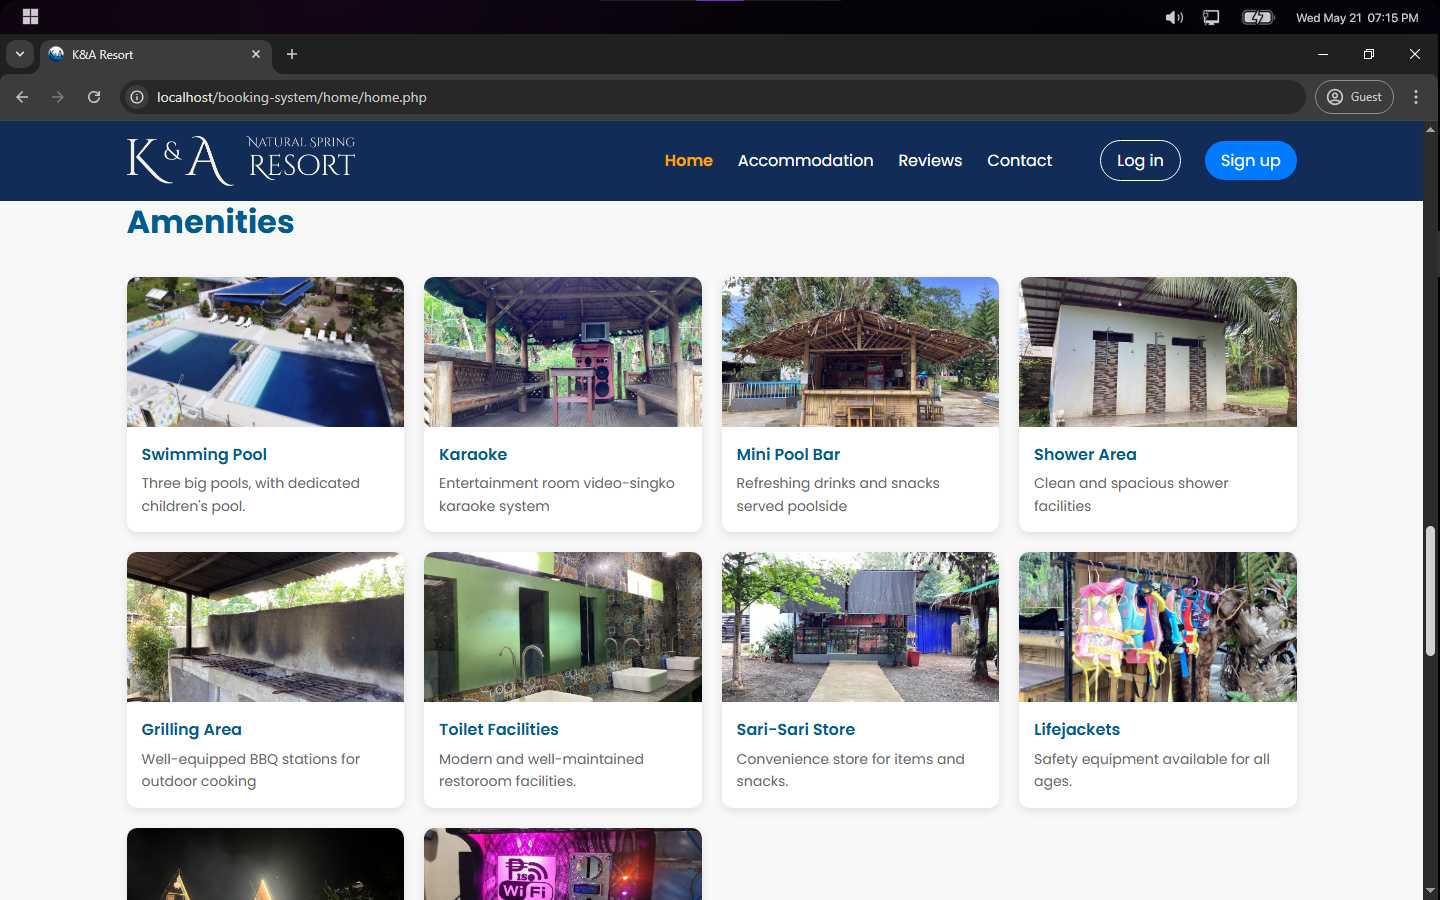 Wed May 21 07:15 PM
K&A Resort
localhost/booking-system/home/home.php
Guest
K & A NATURAL SPRING RESORT
Home
Accommodation
Reviews
Contact
Log in
Sign up
Amenities
Swimming Pool
Three big pools, with dedicated
children's pool.
Karaoke
Entertainment room video-singko
karaoke system
Mini Pool Bar
Refreshing drinks and snacks
served poolside
Shower Area
Clean and spacious shower
facilities
Grilling Area
Well-equipped BBQ stations for
outdoor cooking
Toilet Facilities
Modern and well-maintained
restoroom facilities.
Sari-Sari Store
Convenience store for items and
snacks.
Lifejackets
Safety equipment available for all
ages.
PISO
WiFi